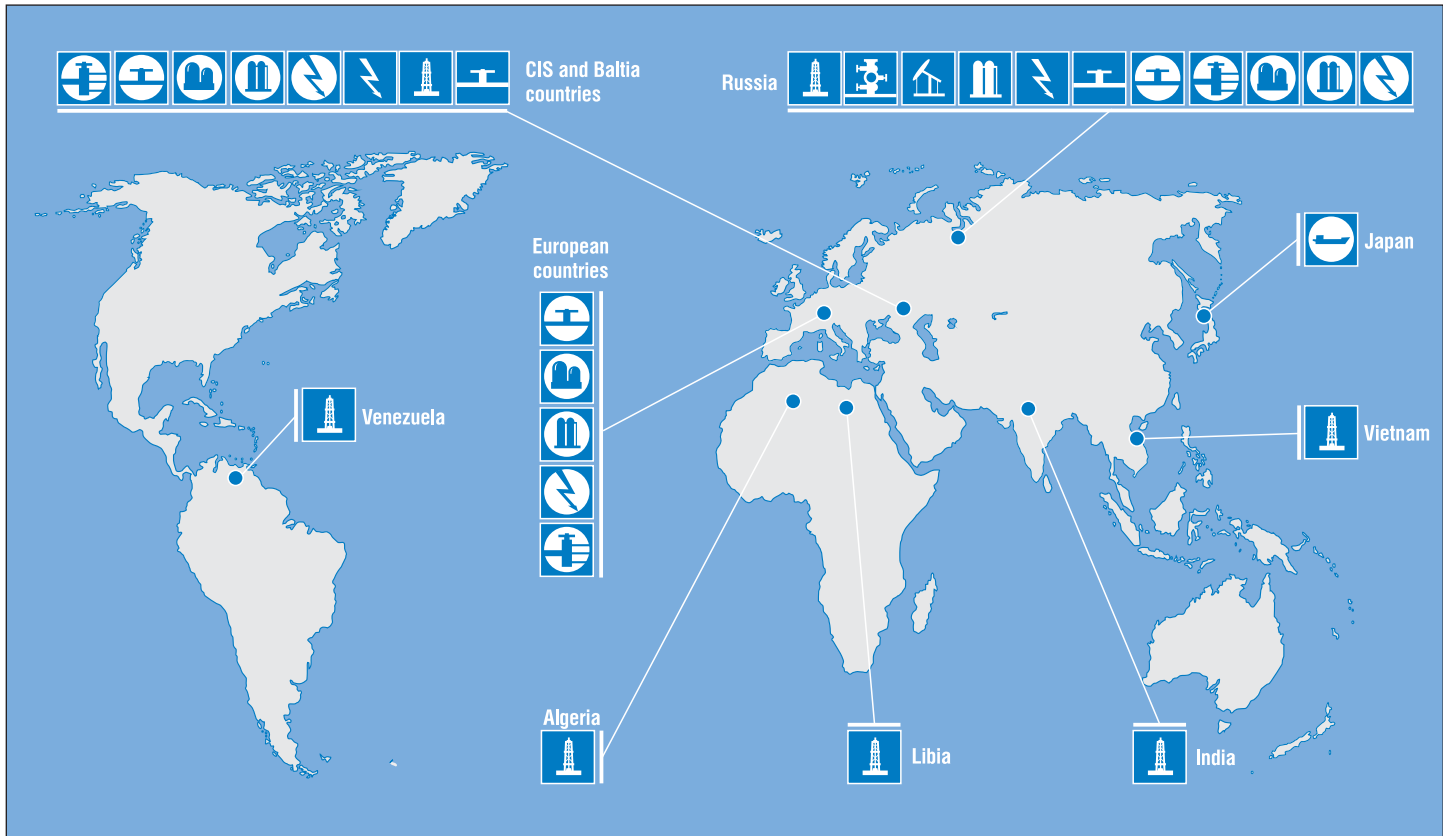 CIS and Baltia
countries
Russia
European
countries
Japan
Venezuela
Vietnam
Algeria
Libia
India